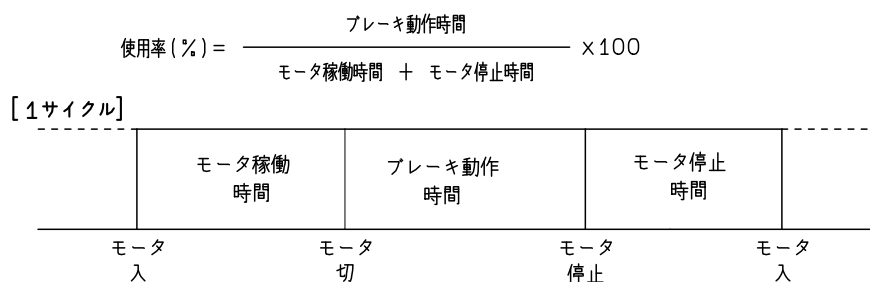 使用率(%)= ブレーキ動作時間 / モータ稼働時間 + モータ停止時間 ×100
[1サイクル]
モータ稼働
時間
ブレーキ動作
時間
モータ停止
時間
モータ
入
モータ
切
モータ
停止
モータ
入